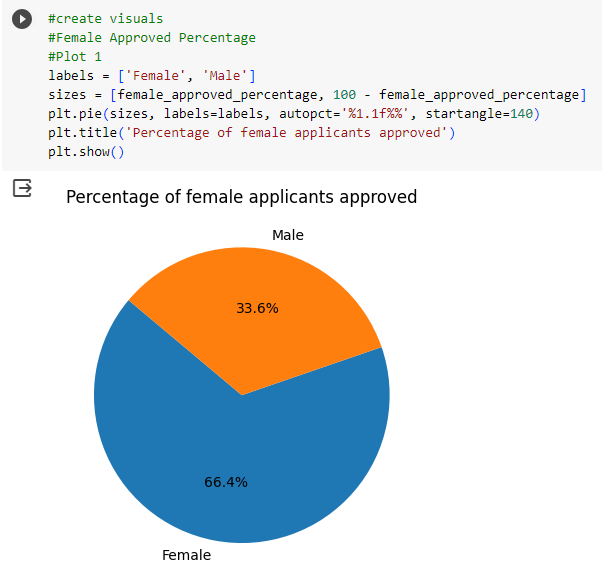 #create visuals
#Female Approved Percentage
#Plot 1
labels = ['Female', 'Male']
sizes = [female_approved_percentage, 100 - female_approved_percentage]
plt.pie(sizes, labels=labels, autopct='%1.1f%%', startangle=140)
plt.title('Percentage of female applicants approved')
plt.show()
Percentage of female applicants approved
Male
33.6%
66.4%
Female